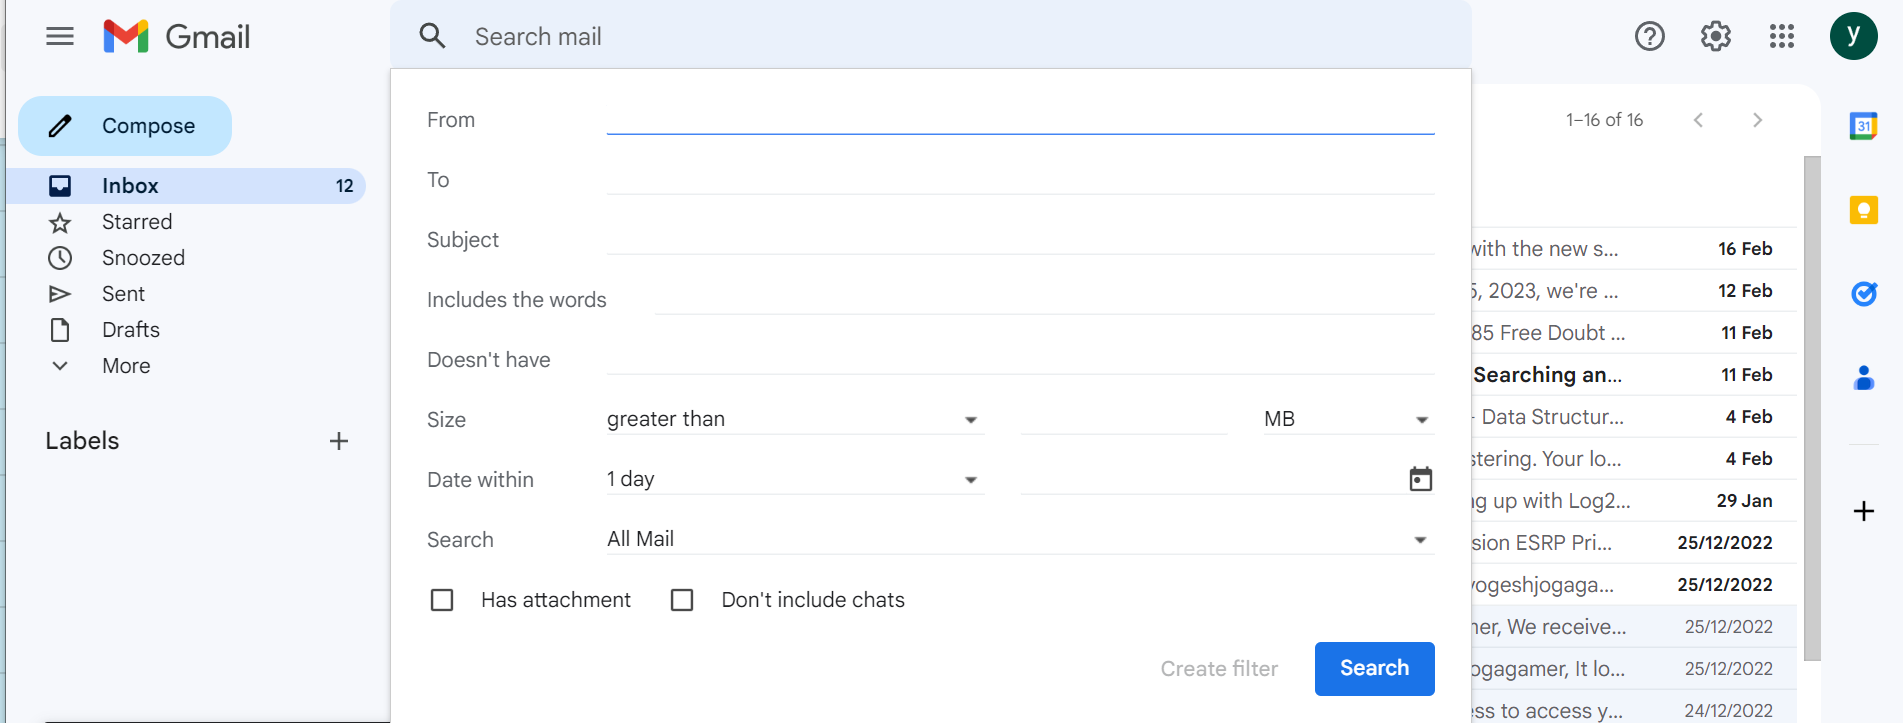 Gmail
Search mail
y
Compose
Inbox 12
Starred
Snoozed
Sent
Drafts
More
Labels
From
To
Subject
Includes the words
Doesn't have
Size greater than MB
Date within 1 day
Search All Mail
Has attachment Don't include chats
Create filter Search
1–16 of 16
with the new s... 16 Feb
5, 2023, we're ... 12 Feb
85 Free Doubt ... 11 Feb
Searching an... 11 Feb
- Data Structur... 4 Feb
stering. Your lo... 4 Feb
ng up with Log2... 29 Jan
sion ESRP Pri... 25/12/2022
yogeshjogaga... 25/12/2022
ner, We receive... 25/12/2022
ogagamer, It lo... 25/12/2022
ess to access y... 24/12/2022
31